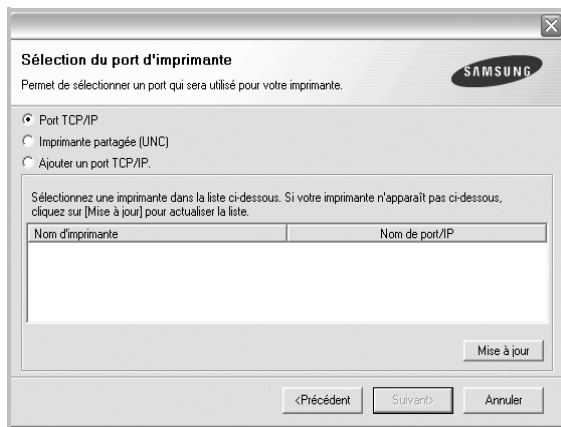 Sélection du port d'imprimante
Permet de sélectionner un port qui sera utilisé pour votre imprimante.
SAMSUNG
Port TCP/IP
Imprimante partagée (UNC)
Ajouter un port TCP/IP.
Sélectionnez une imprimante dans la liste ci-dessous. Si votre imprimante n'apparaît pas ci-dessous,
cliquez sur [Mise à jour] pour actualiser la liste.
Nom d'imprimante Nom de port/IP
Mise à jour
<Précédent Suivant> Annuler